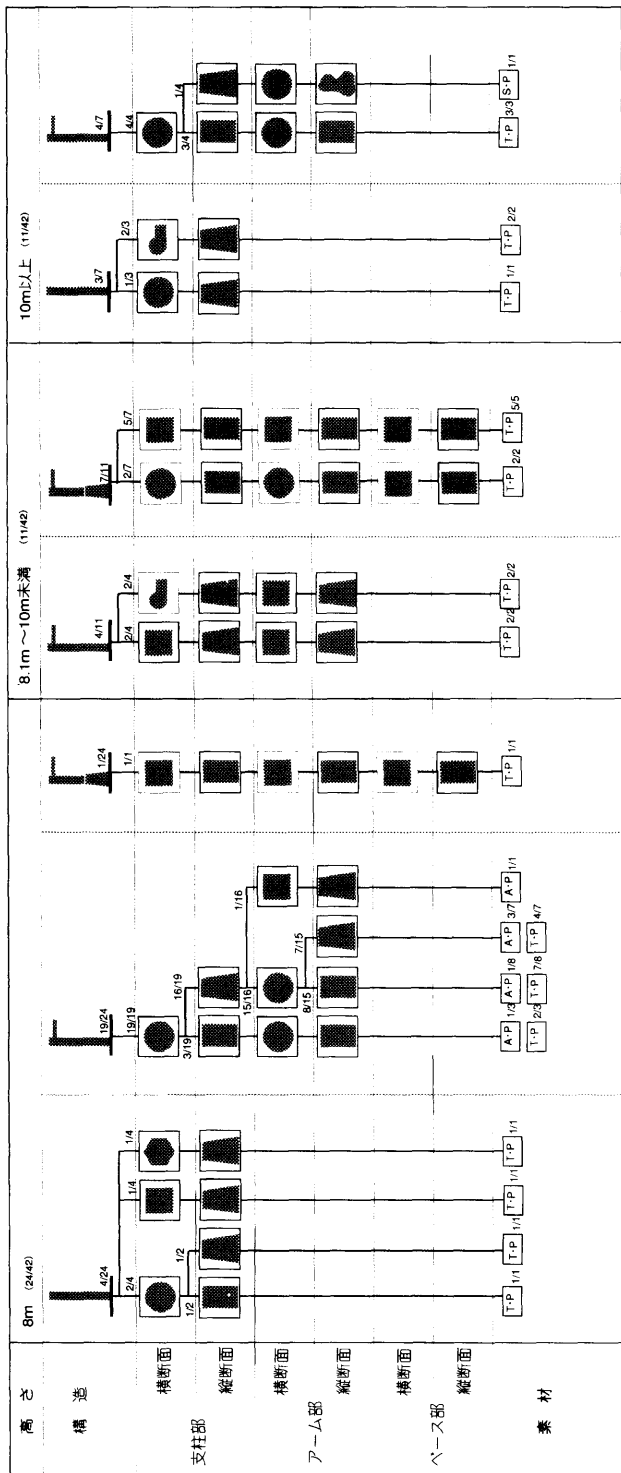 高さ 8m (24/42) 8.1m〜10m未満 (11/42) 10m以上 (11/42)
構造 4/24 19/24 1/24 4/11 7/11 3/7 4/7
2/4 1/4 1/4 19/19 1/1 2/4 2/4 2/7 5/7 1/3 2/3 4/4
支柱部 横断面
1/2 1/2 3/19 16/19 3/4 1/4
縦断面
15/16 1/16
アーム部 横断面
8/15 7/15
縦断面
ベース部 横断面
縦断面
素材 T・P 1/1 T・P 1/1 T・P 1/1 T・P 1/1 A・P 1/3 A・P 1/8 A・P 3/7 A・P 1/1 T・P 1/1 T・P 2/2 T・P 2/2 T・P 2/2 T・P 5/5 T・P 1/1 T・P 2/2 T・P 3/3 S・P 1/1
T・P 2/3 T・P 7/8 T・P 4/7